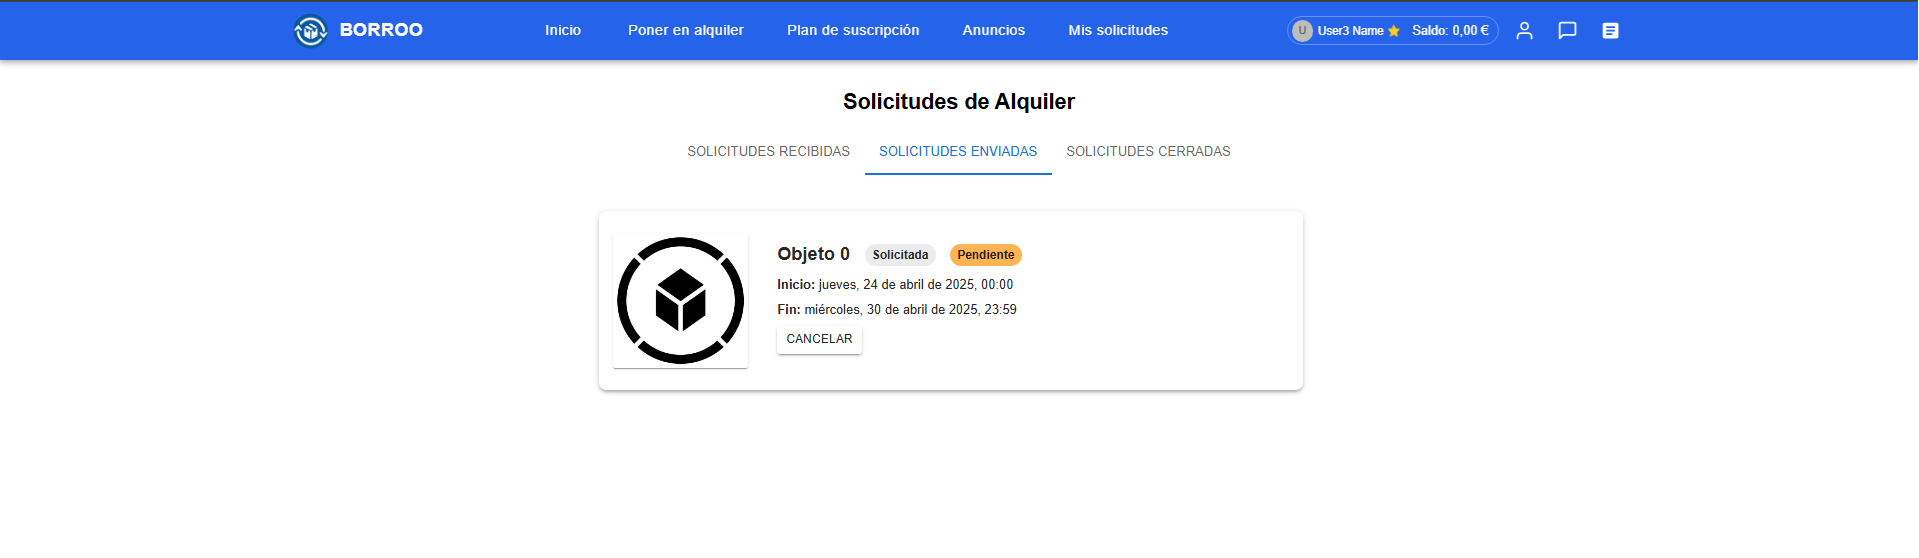 BORROO
Inicio
Poner en alquiler
Plan de suscripción
Anuncios
Mis solicitudes
U
User3 Name
Saldo: 0,00 €
Solicitudes de Alquiler
SOLICITUDES RECIBIDAS
SOLICITUDES ENVIADAS
SOLICITUDES CERRADAS
Objeto 0
Solicitada
Pendiente
Inicio: jueves, 24 de abril de 2025, 00:00
Fin: miércoles, 30 de abril de 2025, 23:59
CANCELAR